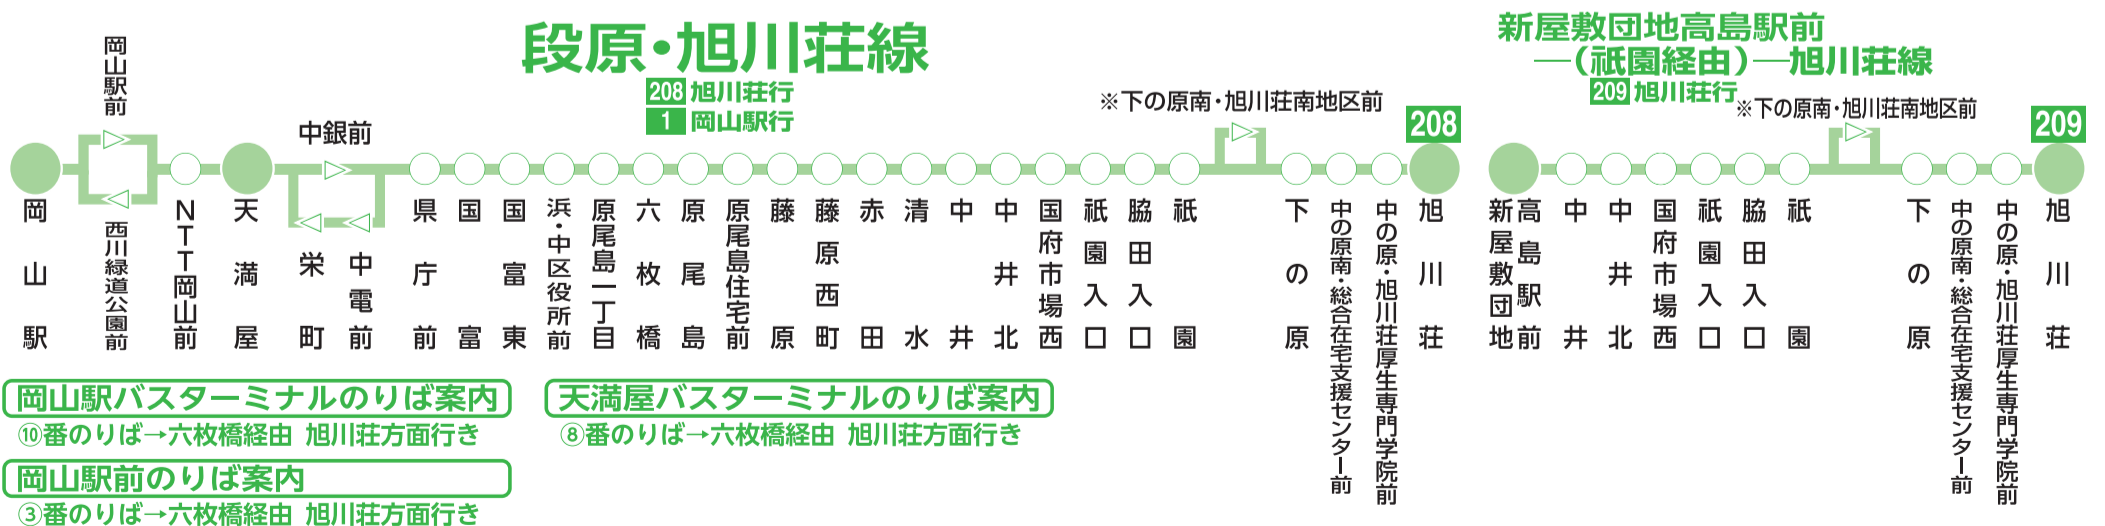 段原・旭川荘線
208 旭川荘行
1 岡山駅行
岡山駅
岡山駅前
西川緑道公園前
NTT岡山前
天満屋
中銀前
栄町
中電前
県庁前
国富
国富東
浜・中区役所前
原尾島一丁目
六枚橋
原尾島
原尾島住宅前
藤原
藤原西町
赤田
清水
中井
中井北
国府市場西
祇園入口
脇田入口
祇園
※下の原南・旭川荘南地区前
下の原
中の原南・総合在宅支援センター前
中の原・旭川荘厚生専門学院前
208
旭川荘
新屋敷団地高島駅前
―(祇園経由)―旭川荘線
209 旭川荘行
新屋敷団地
高島駅前
中井
中井北
国府市場西
祇園入口
脇田入口
祇園
※下の原南・旭川荘南地区前
下の原
中の原南・総合在宅支援センター前
中の原・旭川荘厚生専門学院前
209
旭川荘
岡山駅バスターミナルのりば案内
⑩番のりば→六枚橋経由 旭川荘方面行き
岡山駅前のりば案内
③番のりば→六枚橋経由 旭川荘方面行き
天満屋バスターミナルのりば案内
⑧番のりば→六枚橋経由 旭川荘方面行き